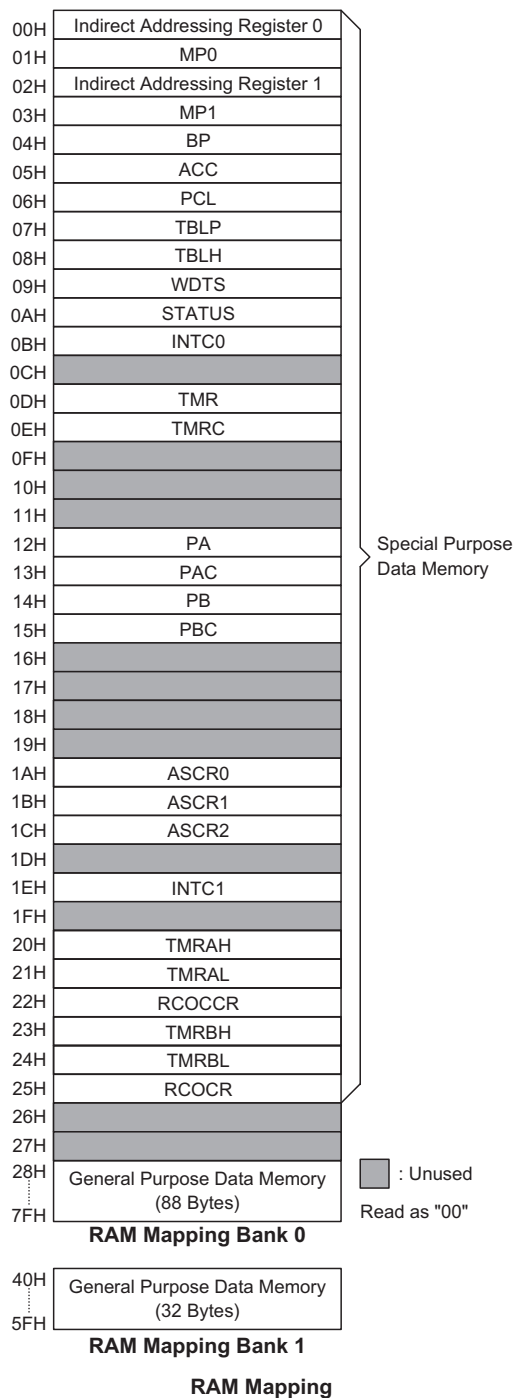 00H Indirect Addressing Register 0
01H MP0
02H Indirect Addressing Register 1
03H MP1
04H BP
05H ACC
06H PCL
07H TBLP
08H TBLH
09H WDTS
0AH STATUS
0BH INTC0
0CH
0DH TMR
0EH TMRC
0FH
10H
11H
12H PA
13H PAC
14H PB
15H PBC
16H
17H
18H
19H
1AH ASCR0
1BH ASCR1
1CH ASCR2
1DH
1EH INTC1
1FH
20H TMRAH
21H TMRAL
22H RCOCCR
23H TMRBH
24H TMRBL
25H RCOCR
26H
27H
28H
7FH
General Purpose Data Memory
(88 Bytes)
Special Purpose
Data Memory
: Unused
Read as "00"
RAM Mapping Bank 0
40H
5FH
General Purpose Data Memory
(32 Bytes)
RAM Mapping Bank 1
RAM Mapping